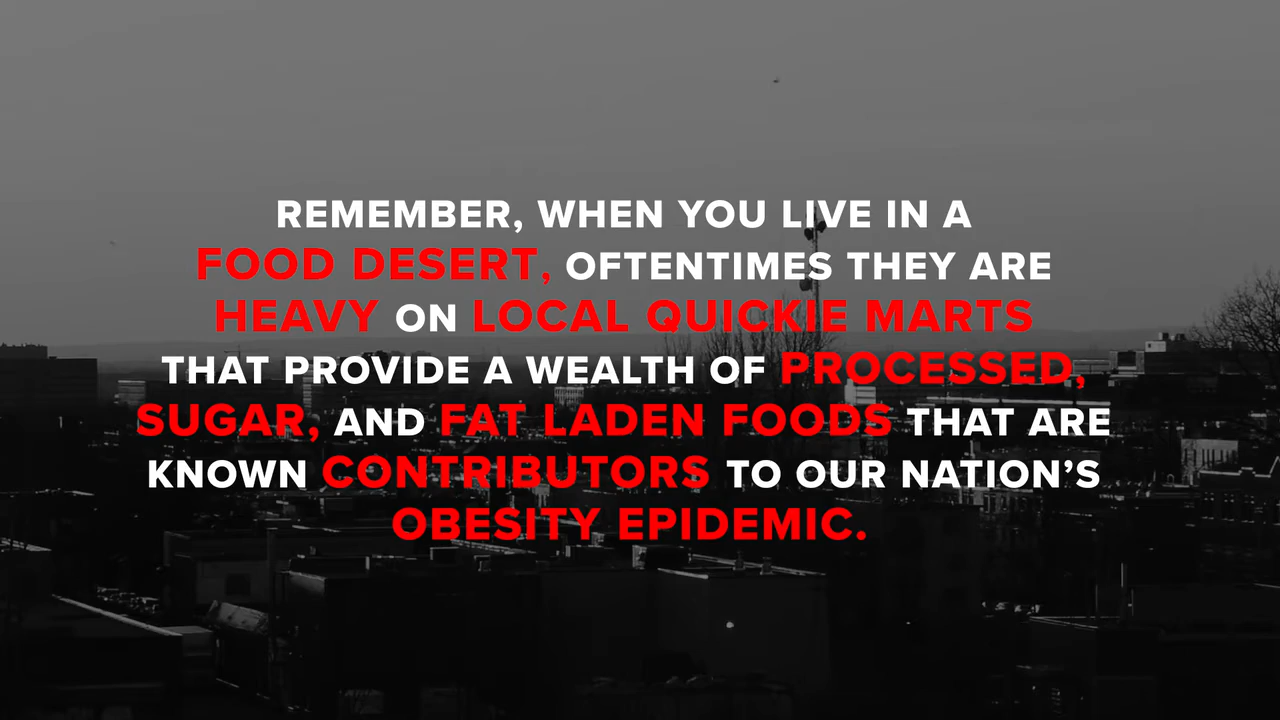 REMEMBER, WHEN YOU LIVE IN A
FOOD DESERT, OFTENTIMES THEY ARE
HEAVY ON LOCAL QUICKIE MARTS
THAT PROVIDE A WEALTH OF PROCESSED,
SUGAR, AND FAT LADEN FOODS THAT ARE
KNOWN CONTRIBUTORS TO OUR NATION’S
OBESITY EPIDEMIC.